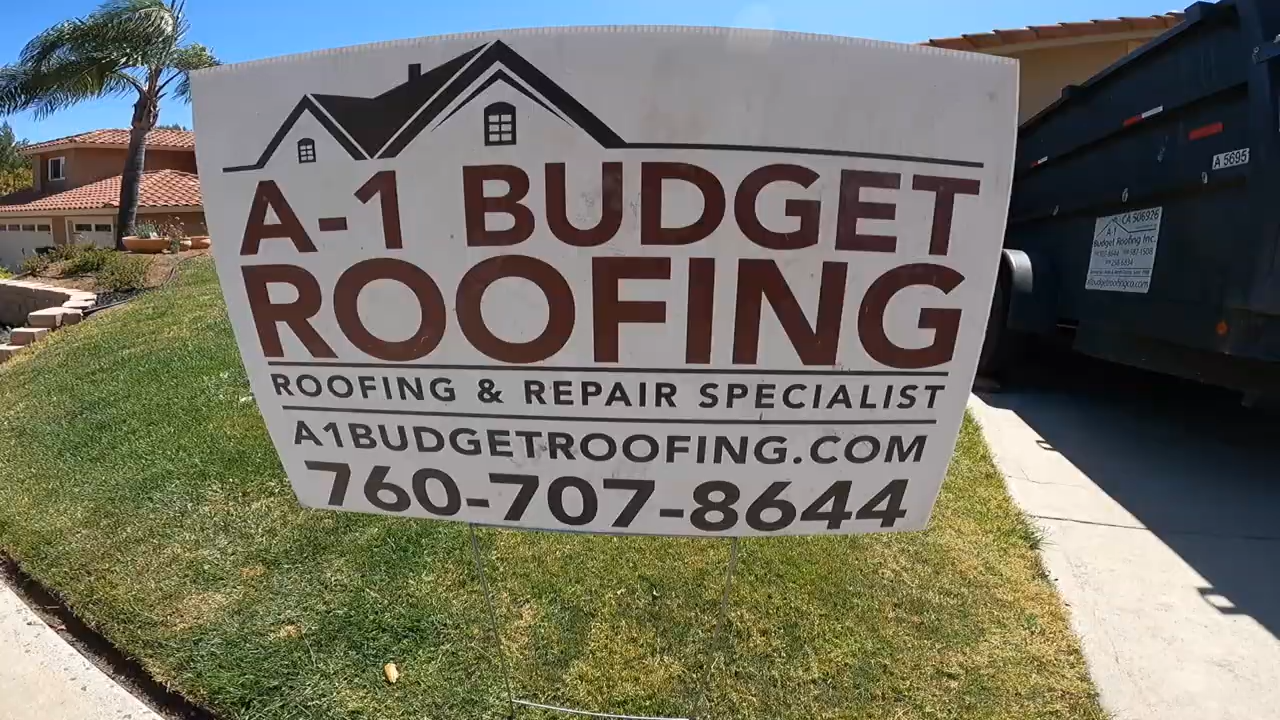 A-1 BUDGET
ROOFING
ROOFING & REPAIR SPECIALIST
A1BUDGETROOFING.COM
760-707-8644
A 5695
CA 506926
A-1
Budget Roofing Inc.